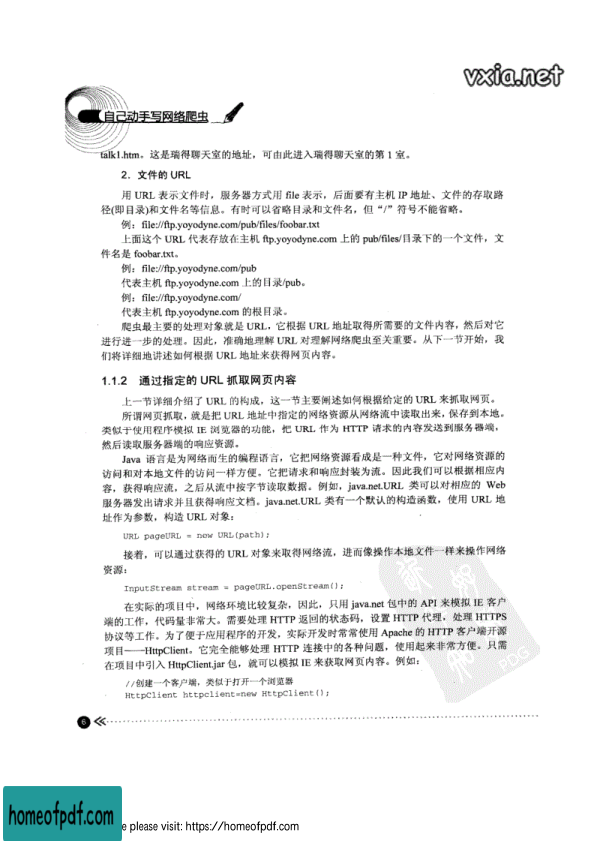 vxia.net
自己动手写网络爬虫
talk1.htm。这是瑞得聊天室的地址，可由此进入瑞得聊天室的第 1 室。
2．文件的 URL
用 URL 表示文件时，服务器方式用 file 表示，后面要有主机 IP 地址、文件的存取路
径(即目录)和文件名等信息。有时可以省略目录和文件名，但“/”符号不能省略。
例：file://ftp.yoyodyne.com/pub/files/foobar.txt
上面这个 URL 代表存放在主机 ftp.yoyodyne.com 上的 pub/files/目录下的一个文件，文
件名是 foobar.txt。
例：file://ftp.yoyodyne.com/pub
代表主机 ftp.yoyodyne.com 上的目录/pub。
例：file://ftp.yoyodyne.com/
代表主机 ftp.yoyodyne.com 的根目录。
爬虫最主要的处理对象就是 URL，它根据 URL 地址取得所需要的文件内容，然后对它
进行进一步的处理。因此，准确地理解 URL 对理解网络爬虫至关重要。从下一节开始，我
们将详细地讲述如何根据 URL 地址来获得网页内容。
1.1.2 通过指定的 URL 抓取网页内容
上一节详细介绍了 URL 的构成，这一节主要阐述如何根据给定的 URL 来抓取网页。
所谓网页抓取，就是把 URL 地址中指定的网络资源从网络流中读取出来，保存到本地。
类似于使用程序模拟 IE 浏览器的功能，把 URL 作为 HTTP 请求的内容发送到服务器端，
然后读取服务器端的响应资源。
Java 语言是为网络而生的编程语言，它把网络资源看成是一种文件，它对网络资源的
访问和对本地文件的访问一样方便。它把请求和响应封装为流。因此我们可以根据相应内
容，获得响应流，之后从流中按字节读取数据。例如，java.net.URL 类可以对相应的 Web
服务器发出请求并且获得响应文档。java.net.URL 类有一个默认的构造函数，使用 URL 地
址作为参数，构造 URL 对象：
URL pageURL = new URL(path);
接着，可以通过获得的 URL 对象来取得网络流，进而像操作本地文件一样来操作网络
资源：
InputStream stream = pageURL.openStream();
在实际的项目中，网络环境比较复杂，因此，只用 java.net 包中的 API 来模拟 IE 客户
端的工作，代码量非常大。需要处理 HTTP 返回的状态码，设置 HTTP 代理，处理 HTTPS
协议等工作。为了便于应用程序的开发，实际开发时常常使用 Apache 的 HTTP 客户端开源
项目——HttpClient。它完全能够处理 HTTP 连接中的各种问题，使用起来非常方便。只需
在项目中引入 HttpClient.jar 包，就可以模拟 IE 来获取网页内容。例如：
//创建一个客户端，类似于打开一个浏览器
HttpClient httpclient=new HttpClient();
PDG
6
homeofpdf.com
e please visit: https://homeofpdf.com